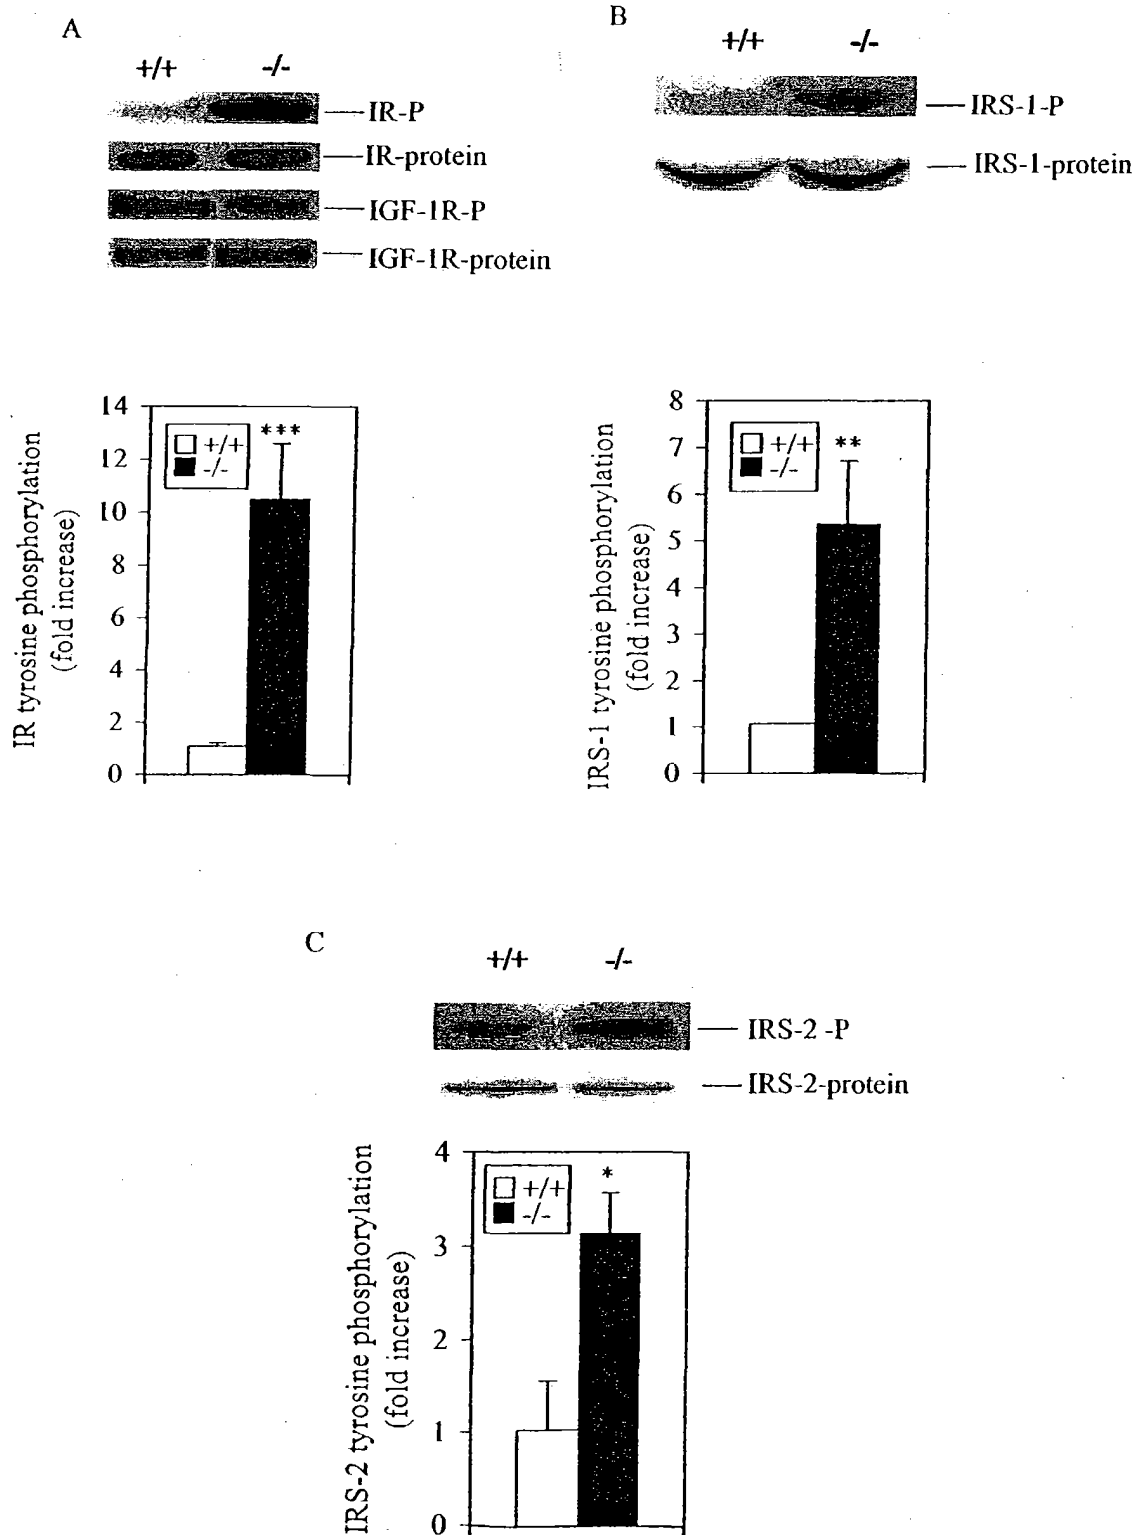 A
+/+ -/-
IR-P
IR-protein
IGF-1R-P
IGF-1R-protein
IR tyrosine phosphorylation
(fold increase)
14
12
10
8
6
4
2
0
+/+
-/-
***
B
+/+ -/-
IRS-1-P
IRS-1-protein
IRS-1 tyrosine phosphorylation
(fold increase)
8
7
6
5
4
3
2
1
0
+/+
-/-
**
C
+/+ -/-
IRS-2 -P
IRS-2-protein
IRS-2 tyrosine phosphorylation
(fold increase)
4
3
2
1
0
+/+
-/-
*